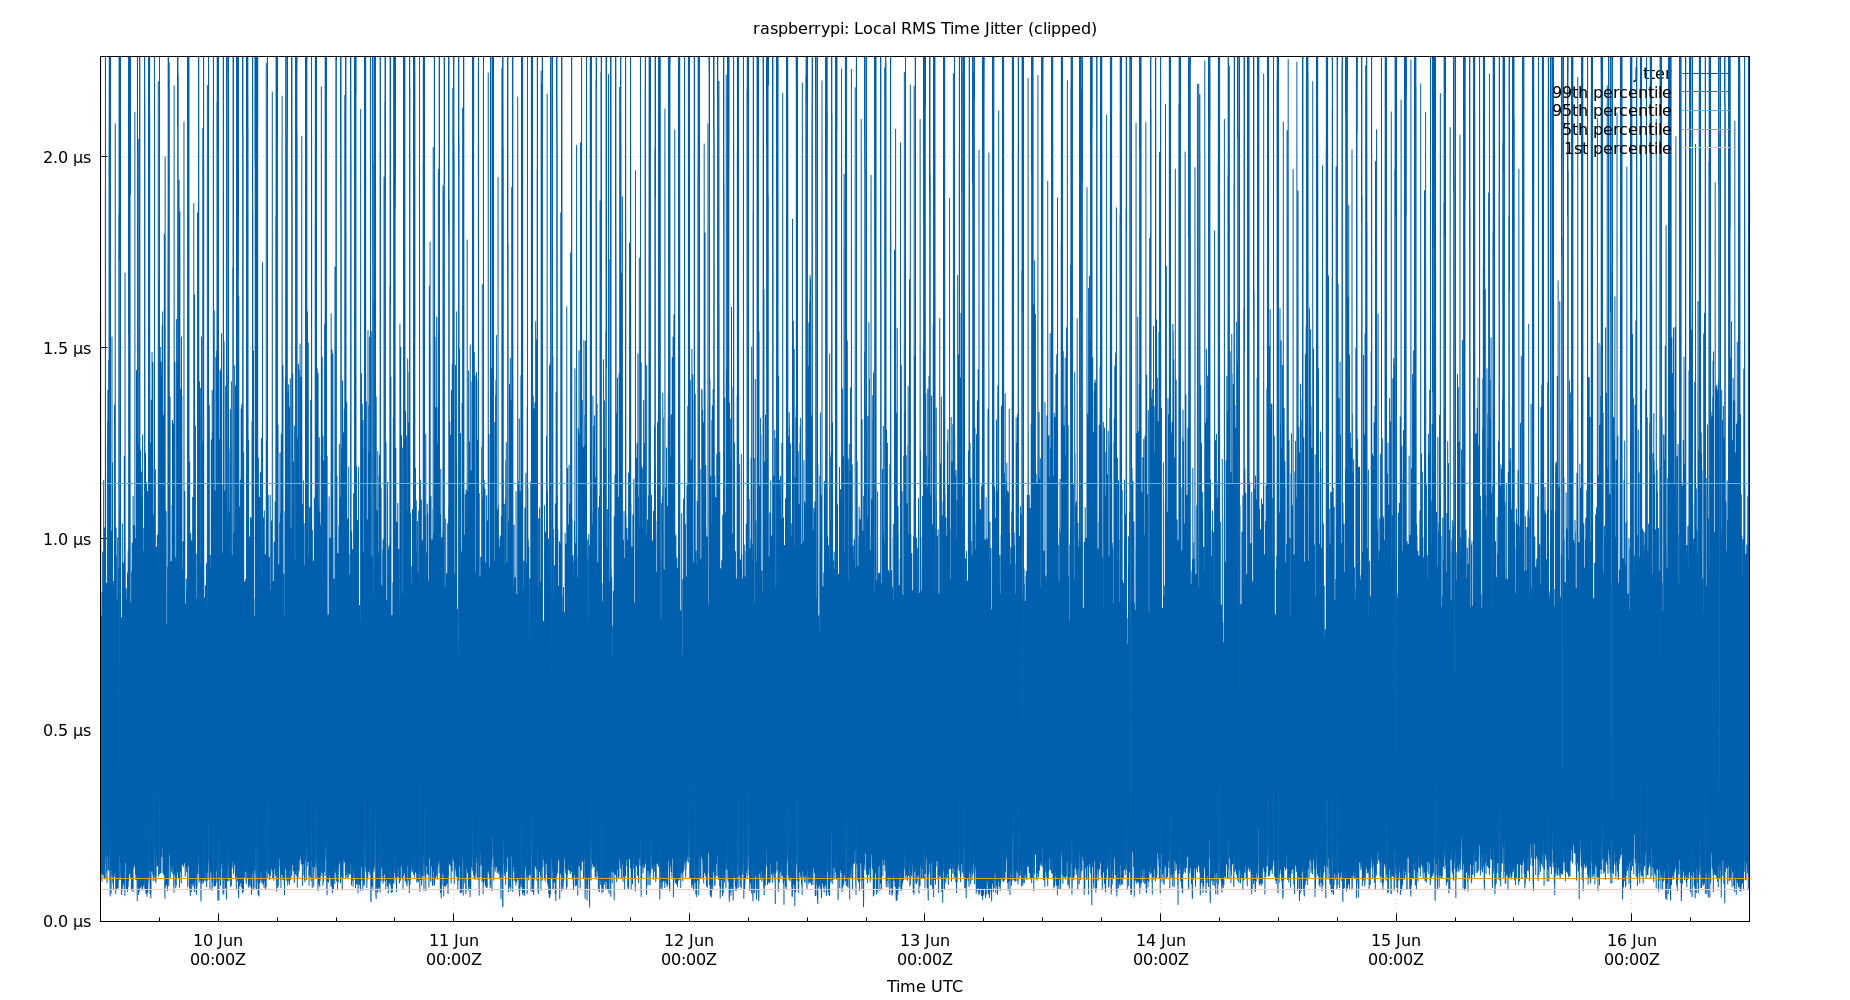 raspberrypi: Local RMS Time Jitter (clipped)
jitter
99th percentile
95th percentile
5th percentile
1st percentile
2.0 µs
1.5 µs
1.0 µs
0.5 µs
0.0 µs
10 Jun 11 Jun 12 Jun 13 Jun 14 Jun 15 Jun 16 Jun
00:00Z 00:00Z 00:00Z 00:00Z 00:00Z 00:00Z 00:00Z
Time UTC